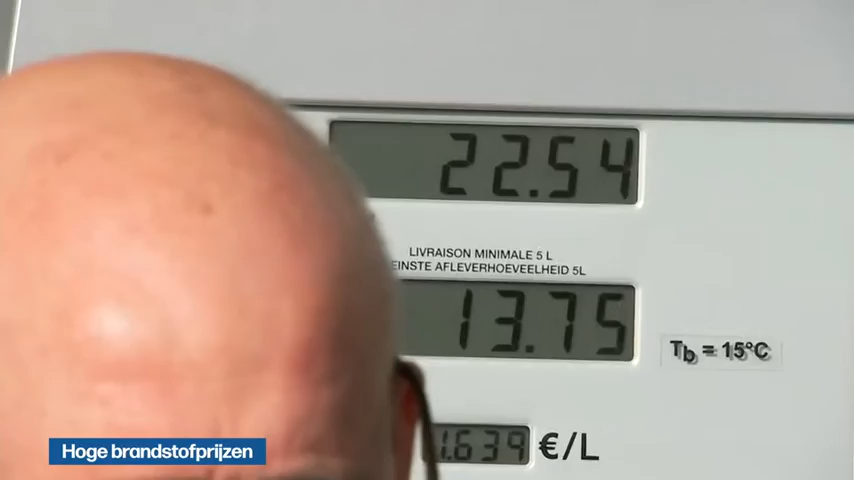 22.54
LIVRAISON MINIMALE 5 L
EINSTE AFLEVERHOEVEELHEID 5L
13.75
Tb = 15°C
1.639 €/L
Hoge brandstofprijzen